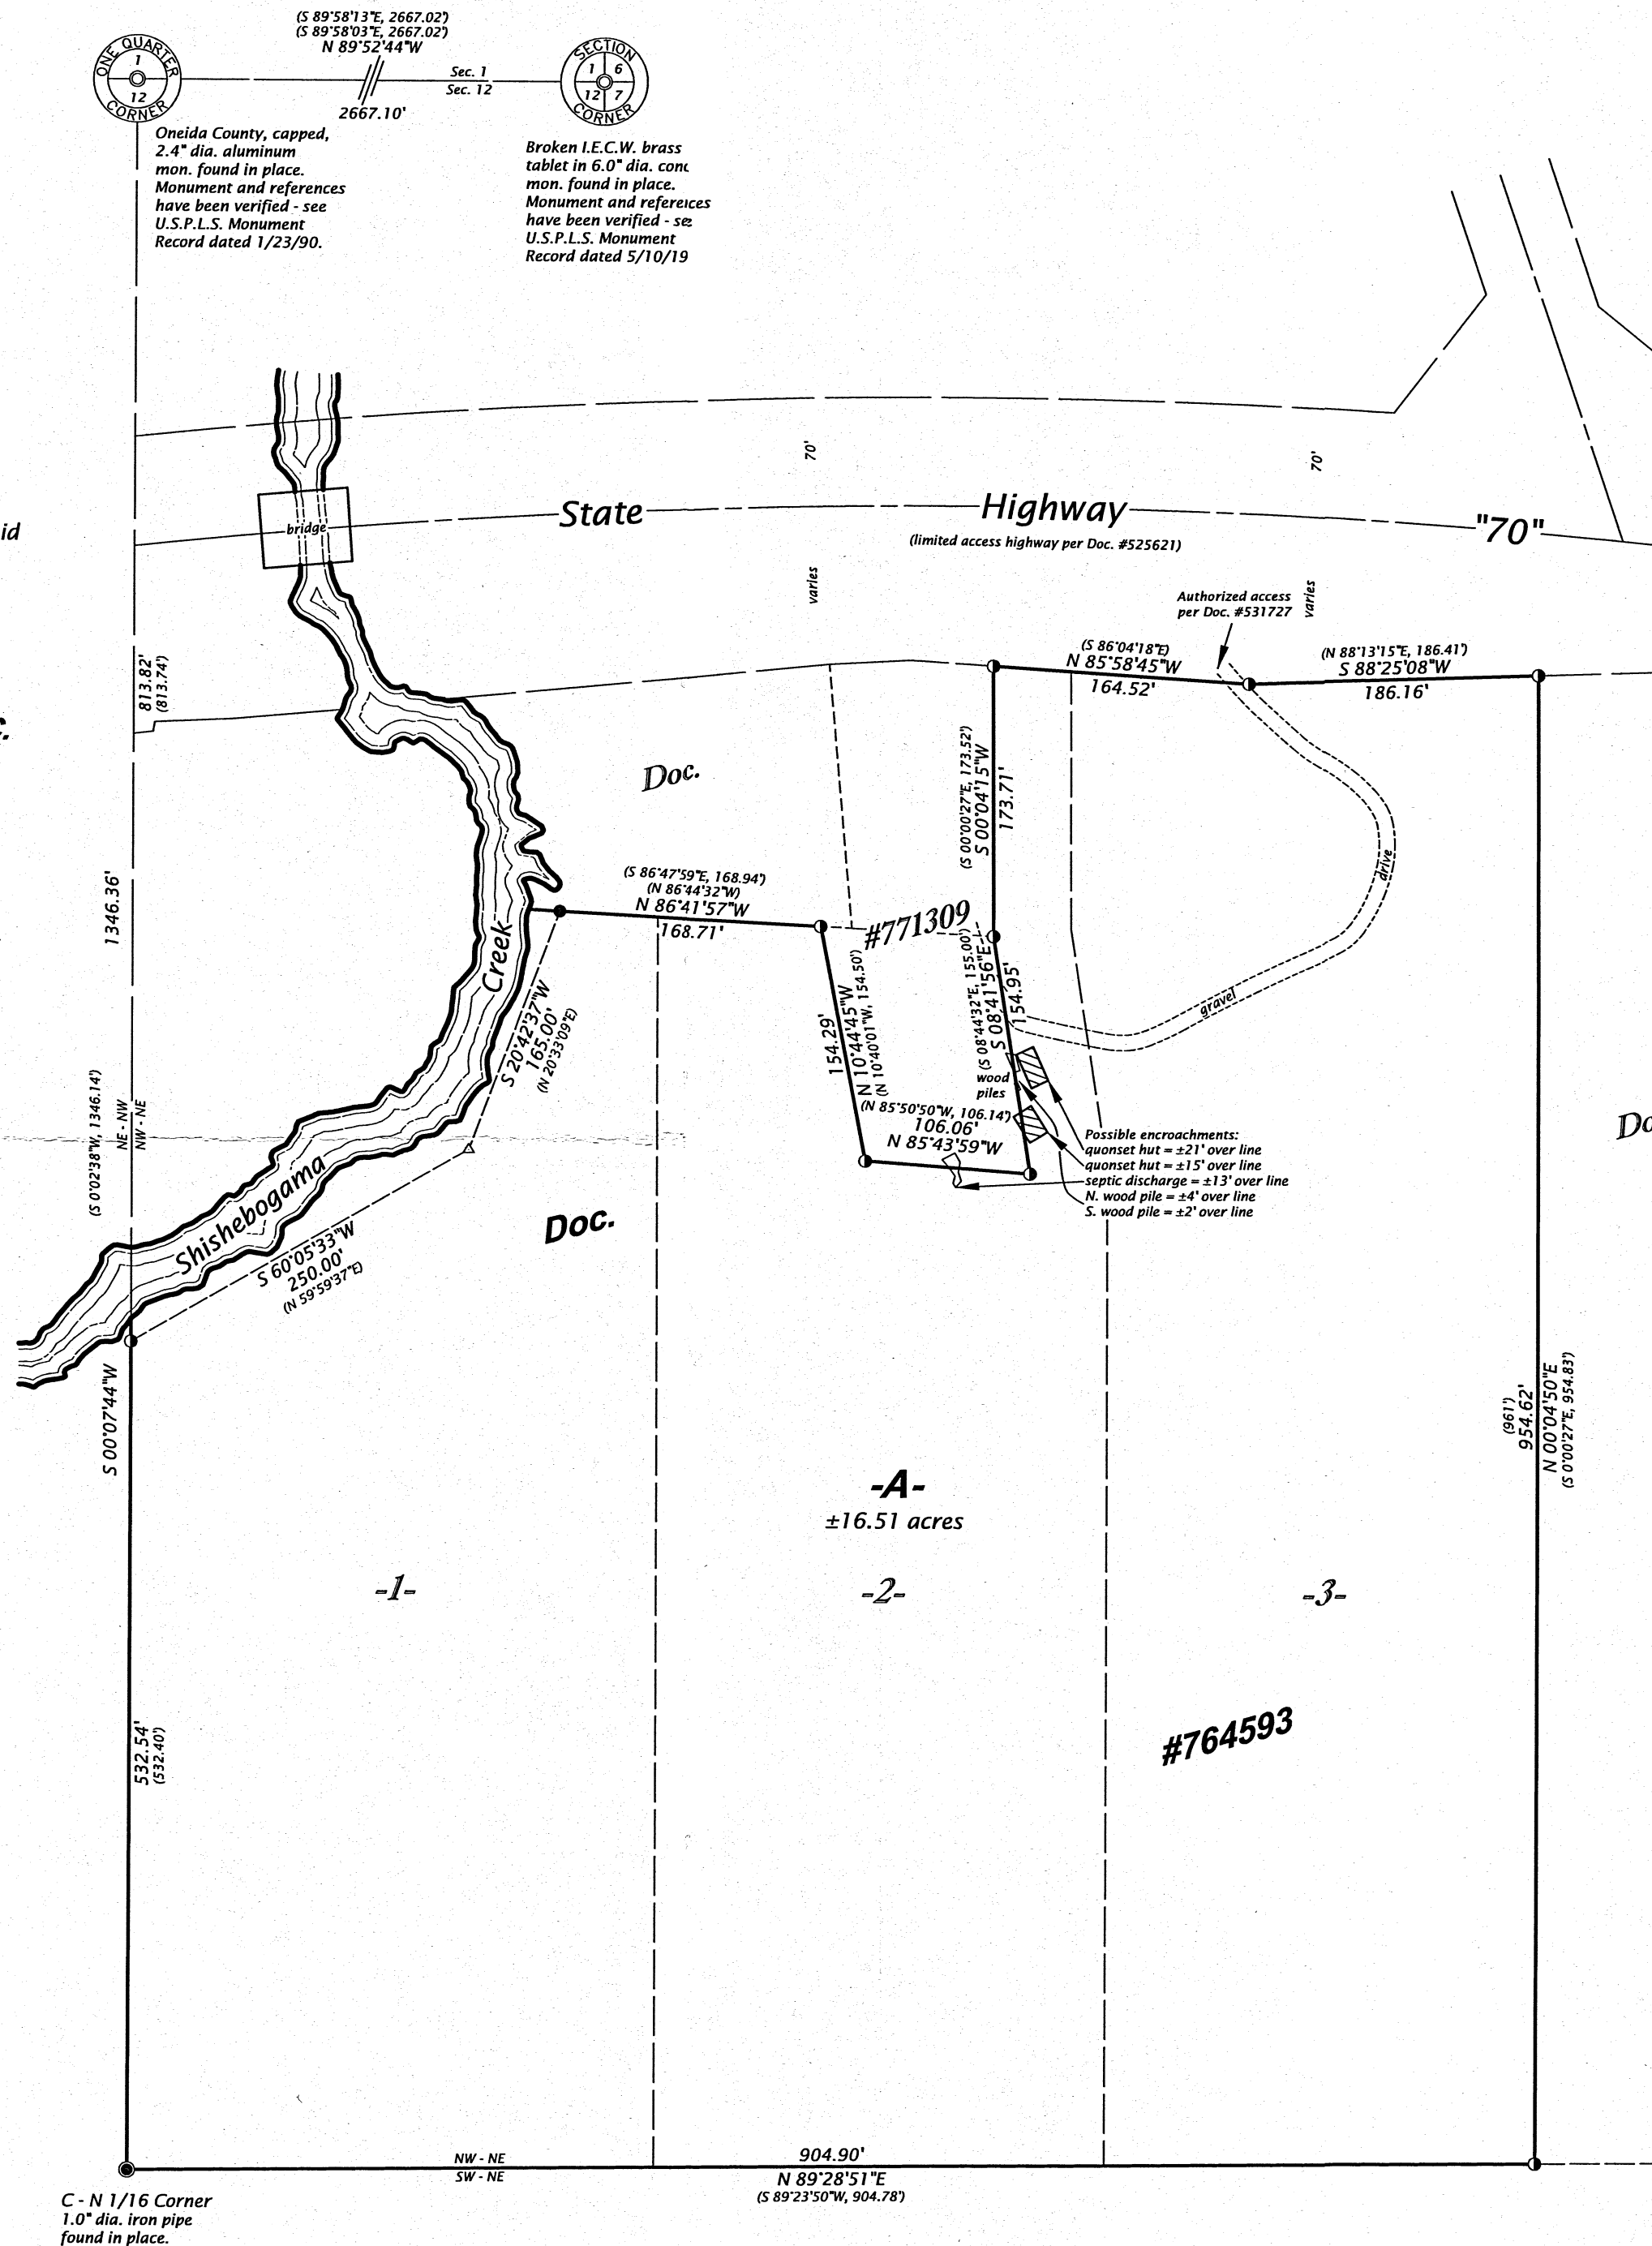 (S 89°58'13"E, 2667.02')
(S 89°58'03"E, 2667.02')
N 89°52'44"W
ONE QUARTER
1
12
CORNER
Sec. 1
Sec. 12
2667.10'
SECTION
1 6
12 7
CORNER
Oneida County, capped,
2.4" dia. aluminum
mon. found in place.
Monument and references
have been verified - see
U.S.P.L.S. Monument
Record dated 1/23/90.
Broken I.E.C.W. brass
tablet in 6.0" dia. conc
mon. found in place.
Monument and references
have been verified - see
U.S.P.L.S. Monument
Record dated 5/10/19
70'
70'
id
bridge
State
Highway
"70"
(limited access highway per Doc. #525621)
varies
varies
Authorized access
per Doc. #531727
813.82'
(813.74')
(S 86°04'18"E)
N 85°58'45"W
164.52'
(N 88°13'15"E, 186.41')
S 88°25'08"W
186.16'
Doc.
(S 00°00'27"E, 173.52')
S 00°04'15"W
173.71'
1346.36'
(S 86°47'59"E, 168.94')
(N 86°44'32"W)
N 86°41'57"W
168.71'
#771309
drive
gravel
Creek
S 20°42'37"W
165.00'
(N 20°33'09"E)
154.29'
N 10°44'45"W
(N 10°40'01"W, 154.50')
(S 08°44'32"E, 155.00')
S 08°41'56"E
154.95'
wood
piles
(N 85°50'50"W, 106.14')
106.06'
N 85°43'59"W
(S 0°02'38"W, 1346.14')
NE - NW
NW - NE
Possible encroachments:
quonset hut = ±21' over line
quonset hut = ±15' over line
septic discharge = ±13' over line
N. wood pile = ±4' over line
S. wood pile = ±2' over line
Do
Shishebogama
S 60°05'33"W
250.00'
(N 59°59'37"E)
Doc.
S 00°07'44"W
(961')
954.62'
N 00°04'50"E
(S 0°00'27"E, 954.83')
-A-
±16.51 acres
-1-
-2-
-3-
#764593
532.54'
(532.40')
NW - NE
SW - NE
904.90'
N 89°28'51"E
(S 89°23'50"W, 904.78')
C - N 1/16 Corner
1.0" dia. iron pipe
found in place.